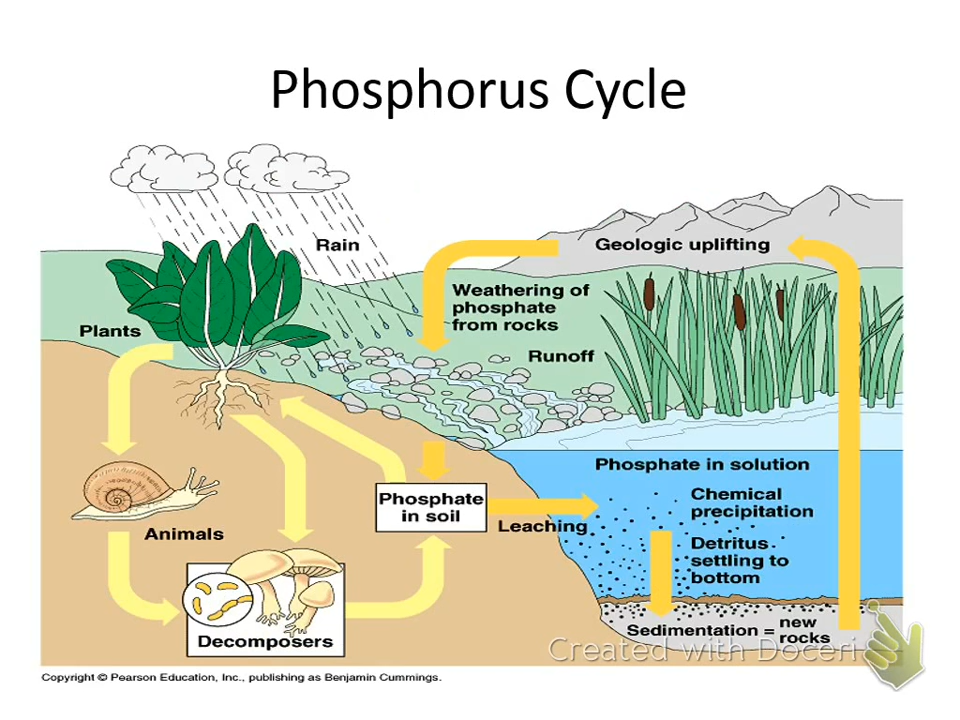 Phosphorus Cycle
Rain
Geologic uplifting
Weathering of
phosphate
from rocks
Plants
Runoff
Phosphate in solution
Chemical
precipitation
Phosphate
in soil
Leaching
Animals
Detritus
settling to
bottom
Decomposers
Sedimentation = new
rocks
Created with Doceri
Copyright © Pearson Education, Inc., publishing as Benjamin Cummings.